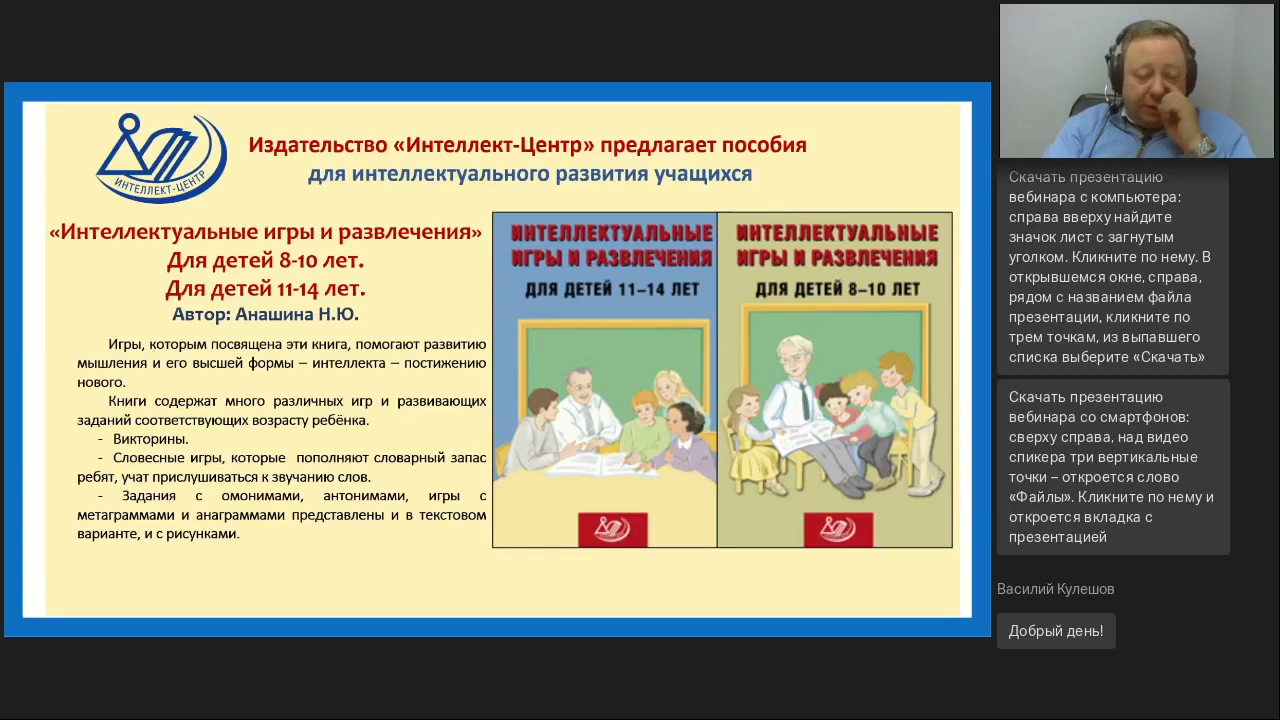 ИНТЕЛЛЕКТ-ЦЕНТР
Издательство «Интеллект-Центр» предлагает пособия
для интеллектуального развития учащихся
«Интеллектуальные игры и развлечения»
Для детей 8-10 лет.
Для детей 11-14 лет.
Автор: Анашина Н.Ю.
Игры, которым посвящена эти книга, помогают развитию
мышления и его высшей формы – интеллекта – постижению
нового.
Книги содержат много различных игр и развивающих
заданий соответствующих возрасту ребёнка.
- Викторины.
- Словесные игры, которые пополняют словарный запас
ребят, учат прислушиваться к звучанию слов.
- Задания с омонимами, антонимами, игры с
метаграммами и анаграммами представлены и в текстовом
варианте, и с рисунками.
ИНТЕЛЛЕКТУАЛЬНЫЕ
ИГРЫ И РАЗВЛЕЧЕНИЯ
ДЛЯ ДЕТЕЙ 11–14 ЛЕТ
ИНТЕЛЛЕКТУАЛЬНЫЕ
ИГРЫ И РАЗВЛЕЧЕНИЯ
ДЛЯ ДЕТЕЙ 8–10 ЛЕТ
Скачать презентацию
вебинара с компьютера:
справа вверху найдите
значок лист с загнутым
уголком. Кликните по нему. В
открывшемся окне, справа,
рядом с названием файла
презентации, кликните по
трем точкам, из выпавшего
списка выберите «Скачать»
Скачать презентацию
вебинара со смартфонов:
сверху справа, над видео
спикера три вертикальные
точки – откроется слово
«Файлы». Кликните по нему и
откроется вкладка с
презентацией
Василий Кулешов
Добрый день!